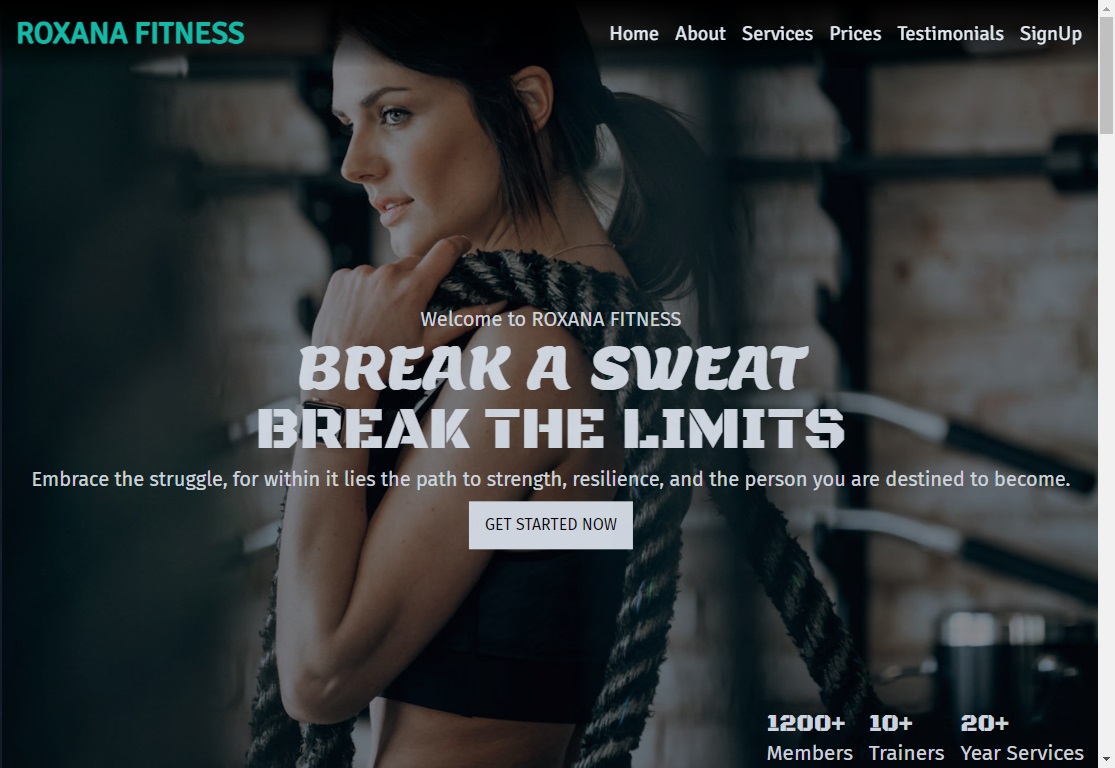 ROXANA FITNESS
Home About Services Prices Testimonials SignUp
Welcome to ROXANA FITNESS
BREAK A SWEAT
BREAK THE LIMITS
Embrace the struggle, for within it lies the path to strength, resilience, and the person you are destined to become.
GET STARTED NOW
1200+ 10+ 20+
Members Trainers Year Services